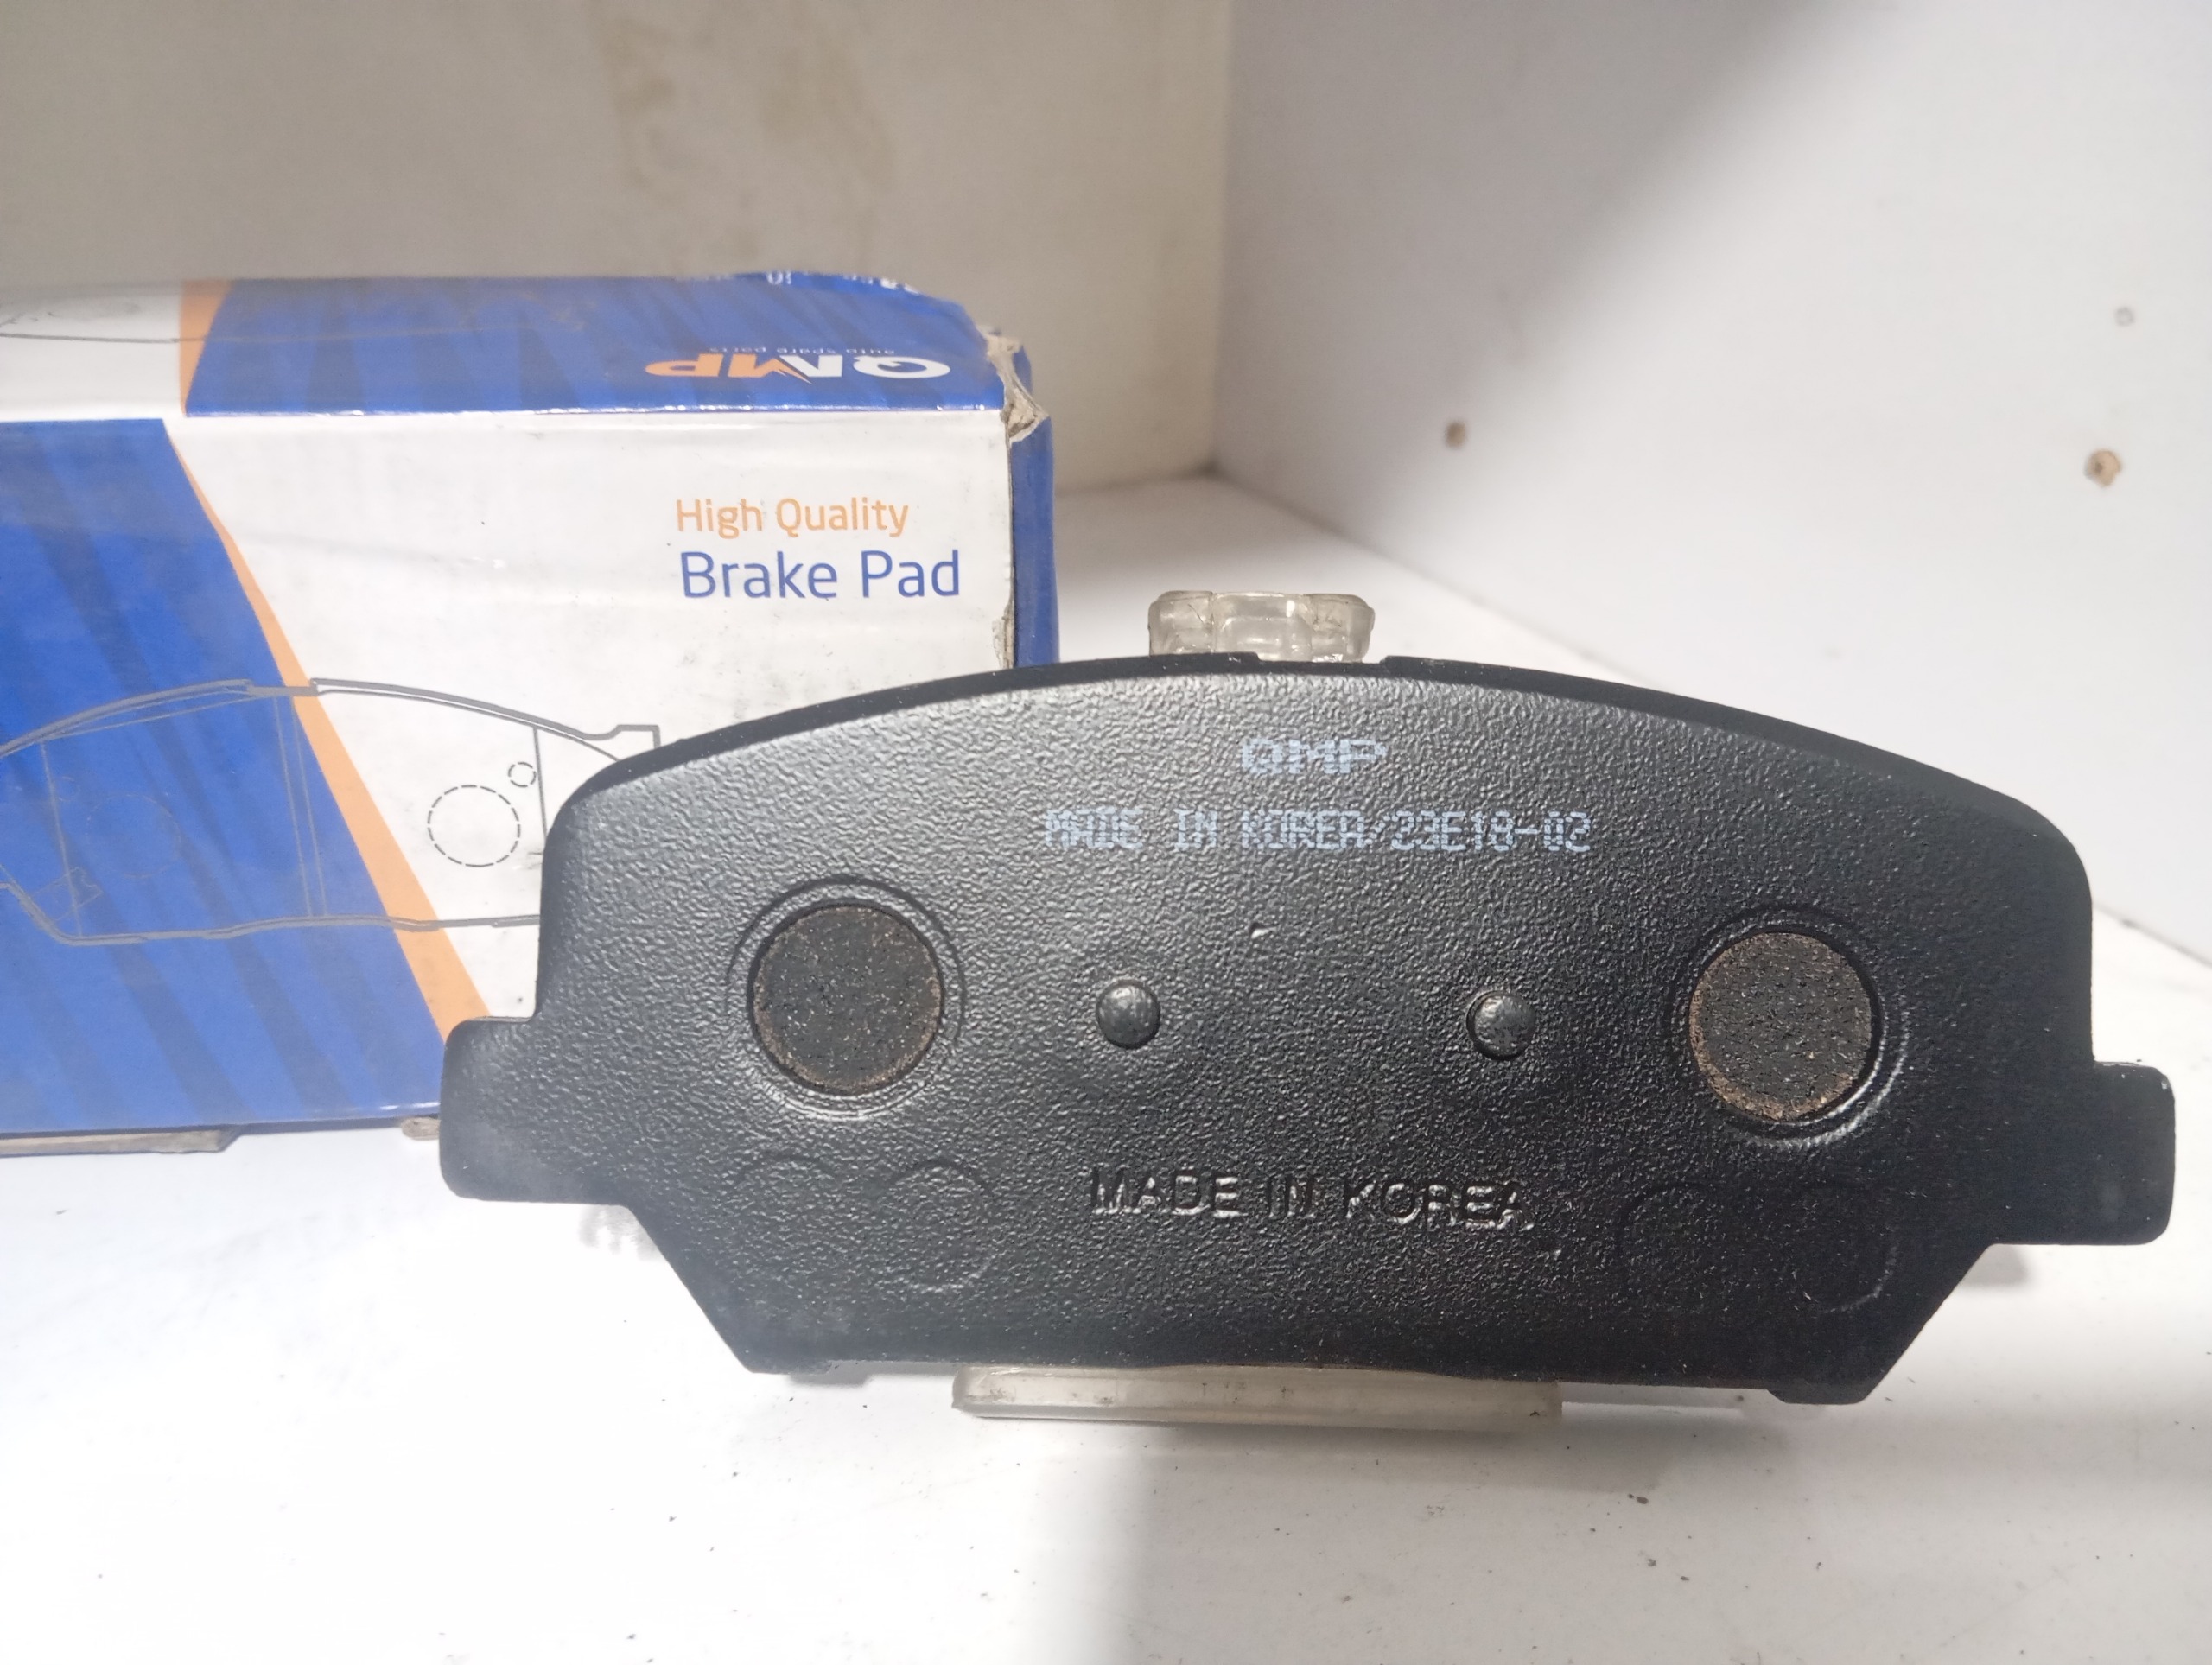 QMP
auto spare parts
High Quality
Brake Pad
QMP
MADE IN KOREA/23E18-02
MADE IN KOREA